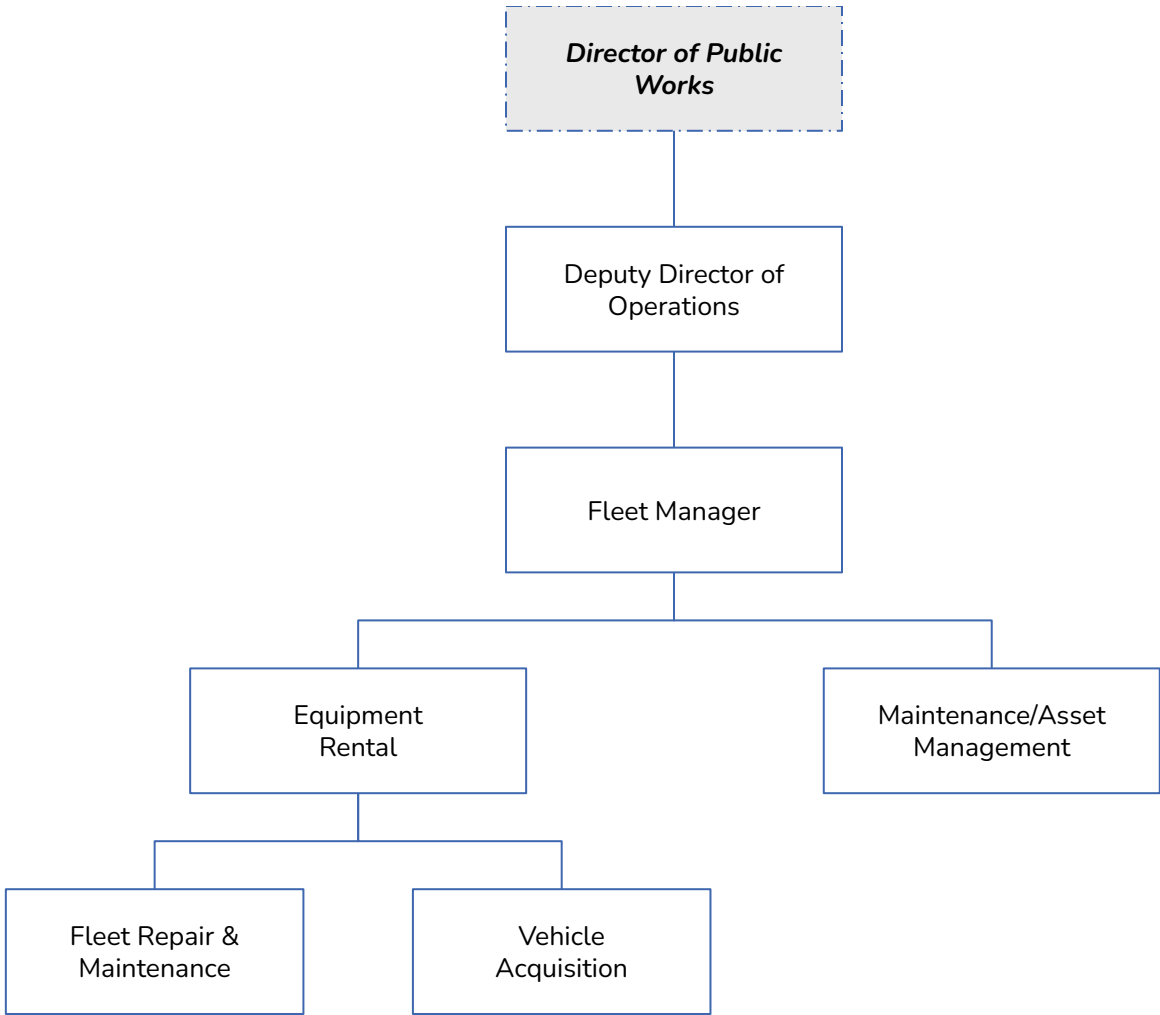 Director of Public
Works
Deputy Director of
Operations
Fleet Manager
Equipment
Rental
Maintenance/Asset
Management
Fleet Repair &
Maintenance
Vehicle
Acquisition